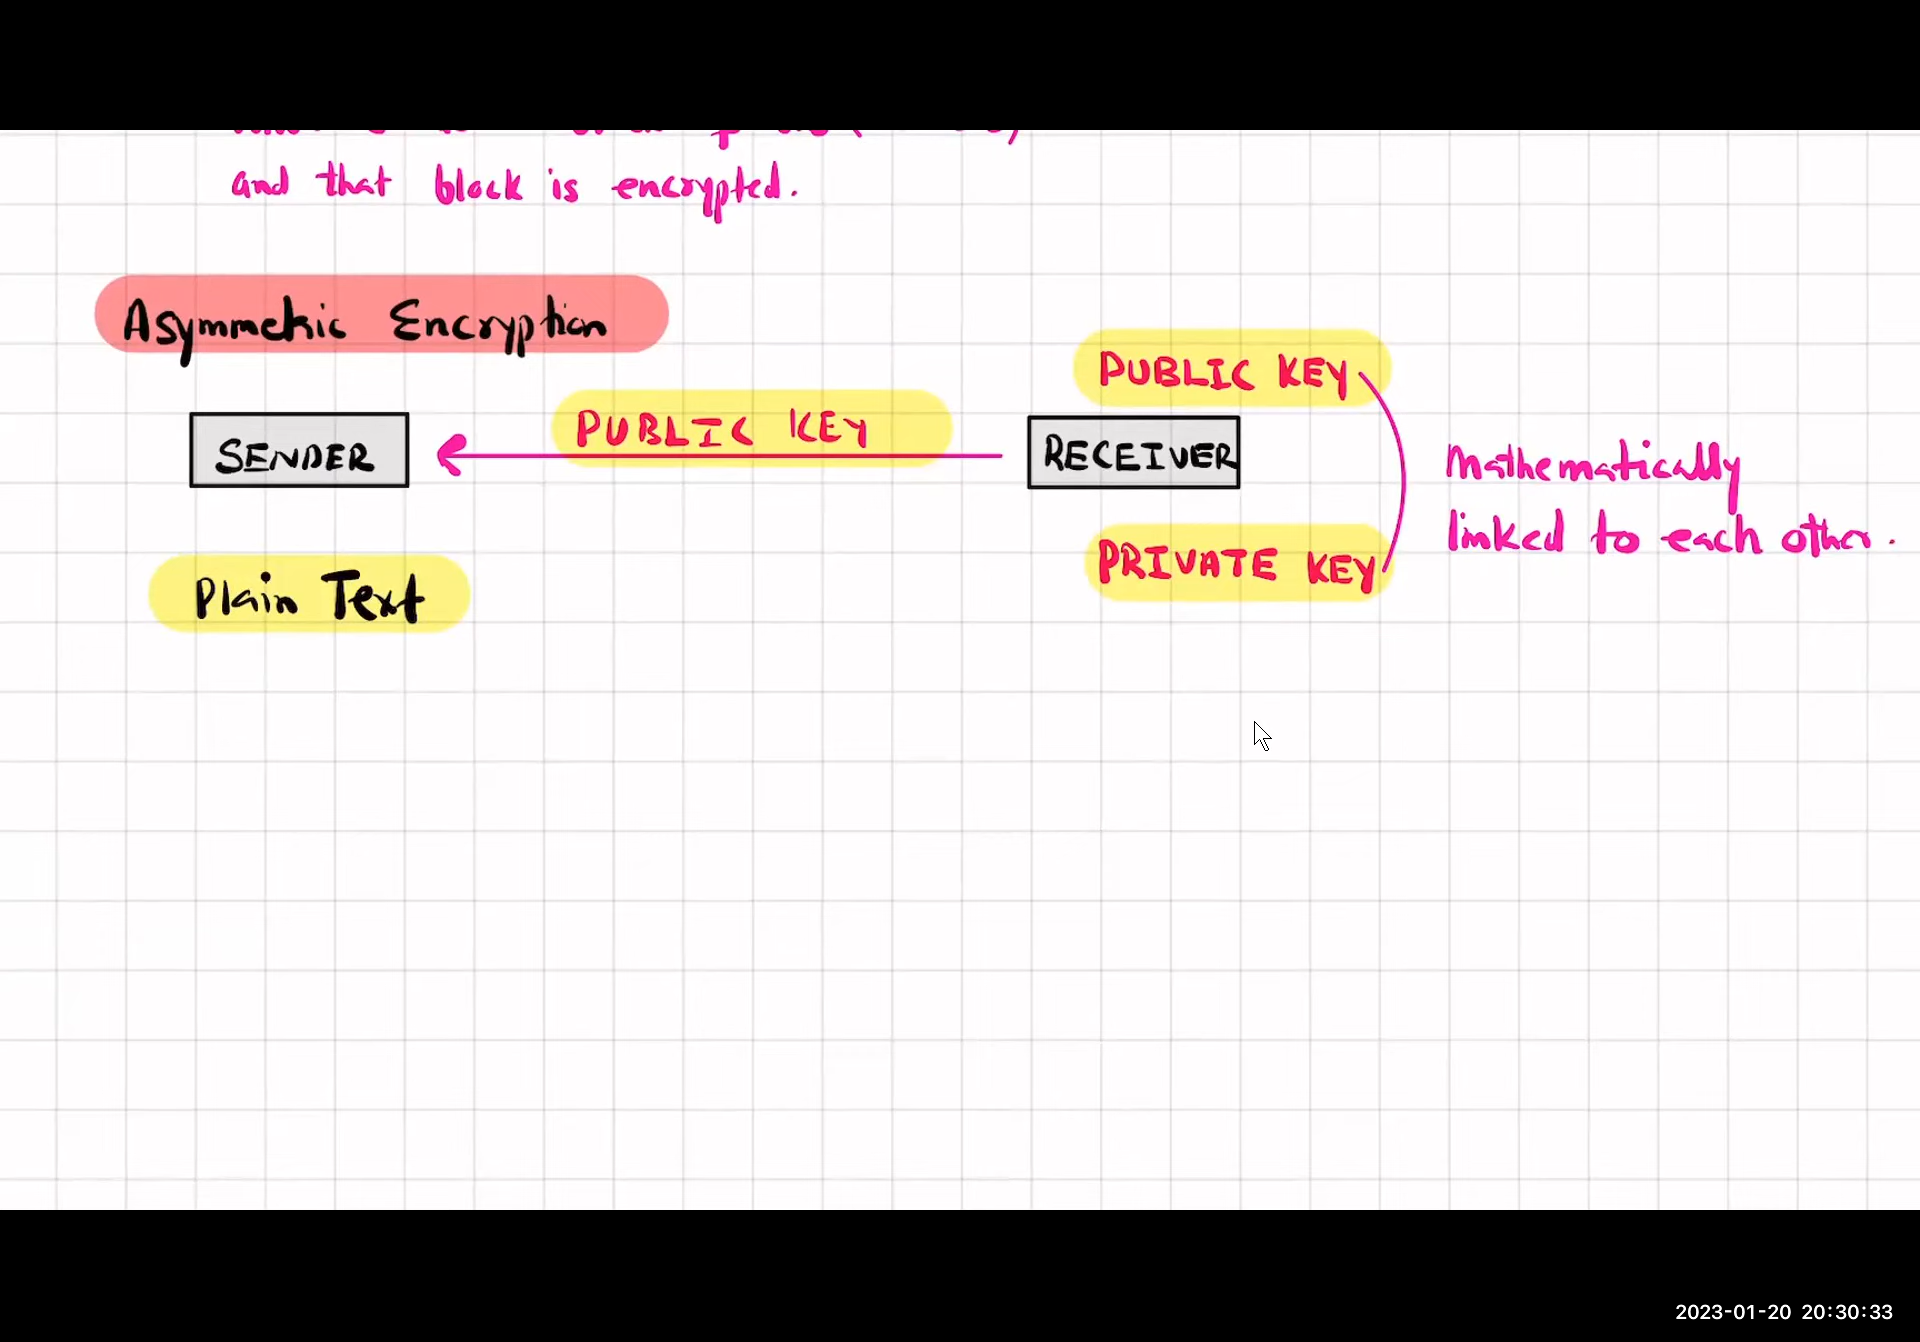 and that block is encrypted.
Asymmetric Encryption
PUBLIC KEY
PUBLIC KEY
SENDER
RECEIVER
Mathematically
linked to each other.
PRIVATE KEY
Plain Text
2023-01-20 20:30:33